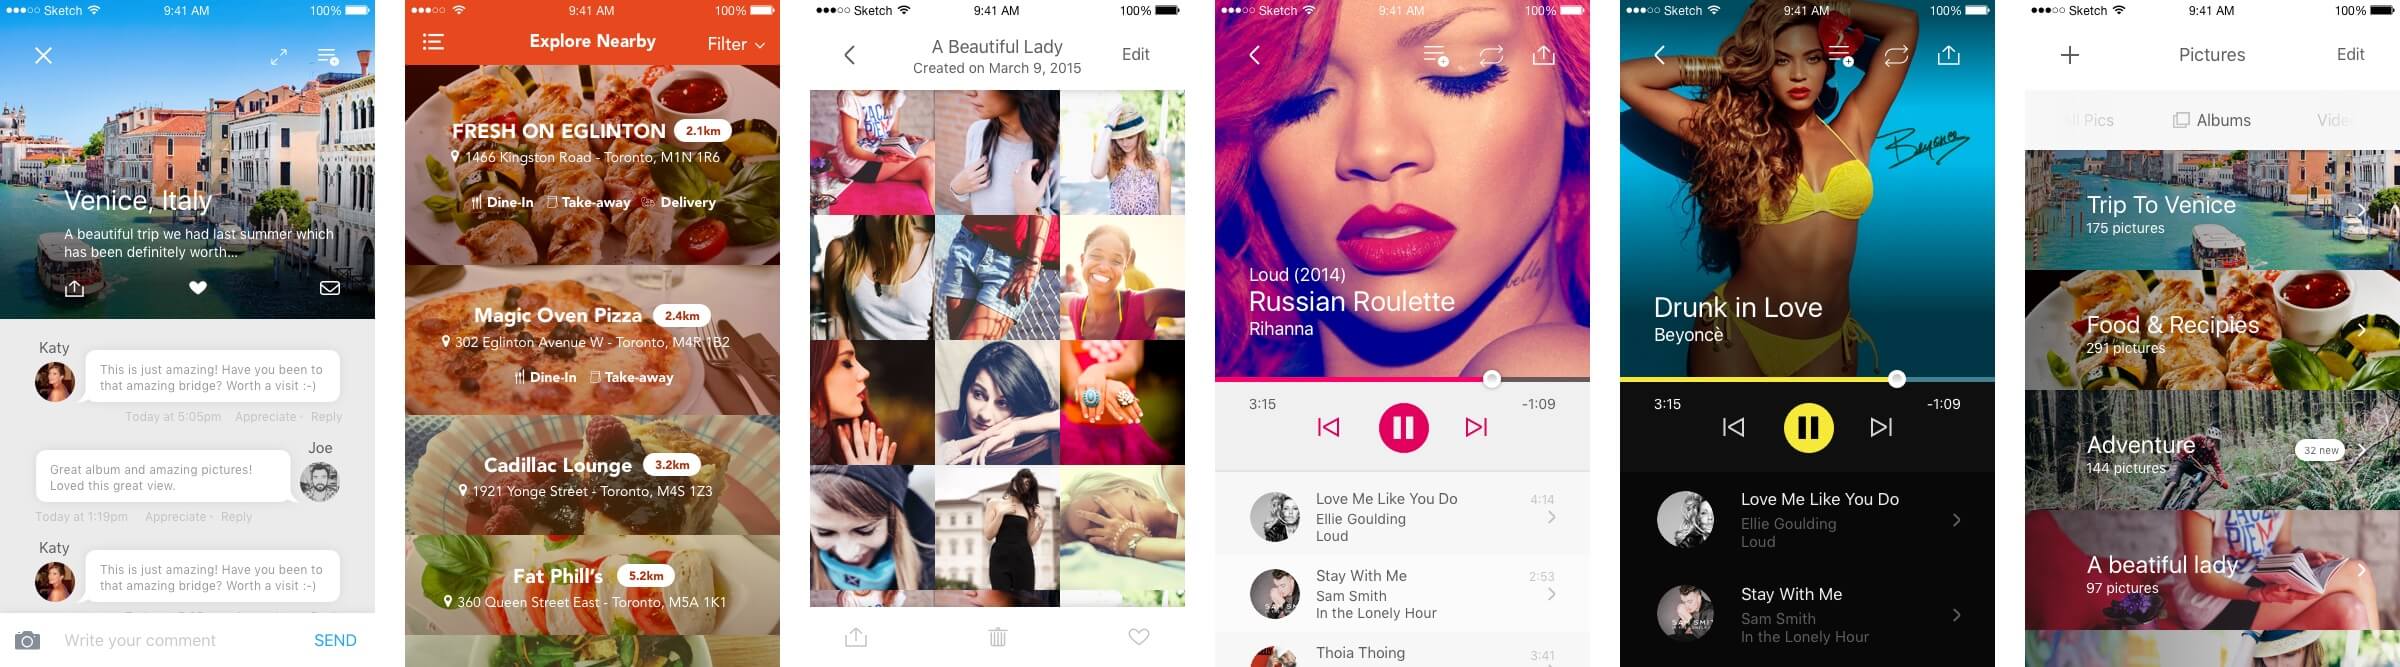 Sketch 9:41 AM 100%
Venice, Italy
A beautiful trip we had last summer which
has been definitely worth...
Katy
This is just amazing! Have you been to
that amazing bridge? Worth a visit :-)
Today at 5:05pm Appreciate · Reply
Joe
Great album and amazing pictures!
Loved this great view.
Today at 1:19pm Appreciate · Reply
Katy
This is just amazing! Have you been to
that amazing bridge? Worth a visit :-)
Write your comment SEND
9:41 AM 100%
Explore Nearby Filter
FRESH ON EGLINTON 2.1km
1466 Kingston Road - Toronto, M1N 1R6
Dine-In Take-away Delivery
Magic Oven Pizza 2.4km
302 Eglinton Avenue W - Toronto, M4R 1B2
Dine-In Take-away
Cadillac Lounge 3.2km
1921 Yonge Street - Toronto, M4S 1Z3
Fat Phill's 5.2km
360 Queen Street East - Toronto, M5A 1K1
Sketch 9:41 AM 100%
A Beautiful Lady Edit
Created on March 9, 2015
Sketch 9:41 AM 100%
Loud (2014)
Russian Roulette
Rihanna
3:15 -1:09
Love Me Like You Do 4:14
Ellie Goulding
Loud
Stay With Me 2:53
Sam Smith
In the Lonely Hour
Thoia Thoing 3:41
Sketch 9:41 AM 100%
Beyonce
Drunk in Love
Beyoncè
3:15 -1:09
Love Me Like You Do
Ellie Goulding
Loud
Stay With Me
Sam Smith
In the Lonely Hour
Sketch 9:41 AM 100%
Pictures Edit
Pics Albums
Trip To Venice
175 pictures
Food & Recipies
291 pictures
Adventure 32 new
144 pictures
A beatiful lady
97 pictures